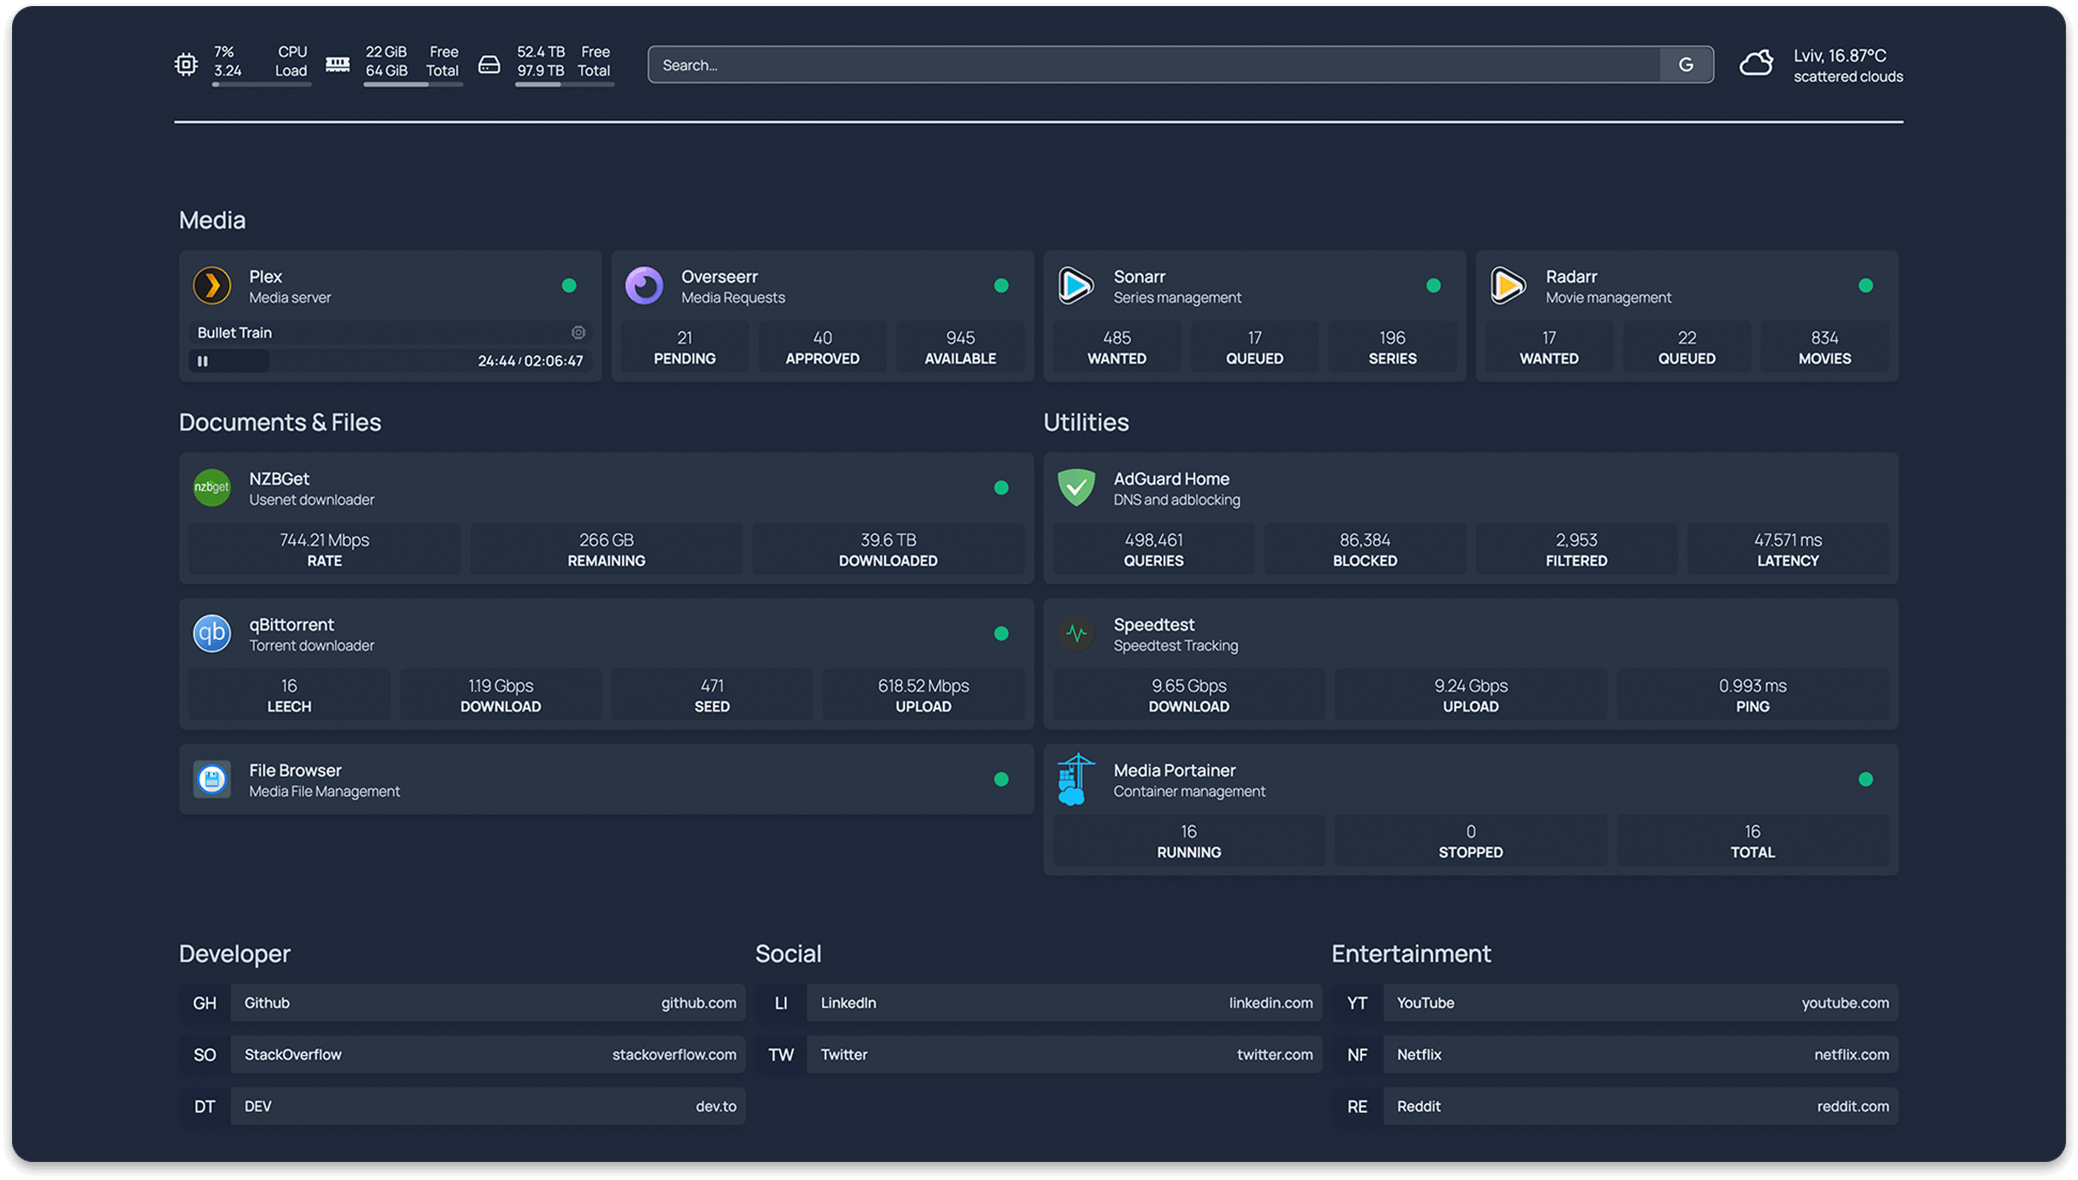 7% CPU
3.24 Load
22 GiB Free
64 GiB Total
52.4 TB Free
97.9 TB Total
Search...
G
Lviv, 16.87°C
scattered clouds
Media
Plex
Media server
Bullet Train
24:44 / 02:06:47
Overseerr
Media Requests
21
PENDING
40
APPROVED
945
AVAILABLE
Sonarr
Series management
485
WANTED
17
QUEUED
196
SERIES
Radarr
Movie management
17
WANTED
22
QUEUED
834
MOVIES
Documents & Files
nzbget
NZBGet
Usenet downloader
744.21 Mbps
RATE
266 GB
REMAINING
39.6 TB
DOWNLOADED
qb
qBittorrent
Torrent downloader
16
LEECH
1.19 Gbps
DOWNLOAD
471
SEED
618.52 Mbps
UPLOAD
File Browser
Media File Management
Utilities
AdGuard Home
DNS and adblocking
498,461
QUERIES
86,384
BLOCKED
2,953
FILTERED
47.571 ms
LATENCY
Speedtest
Speedtest Tracking
9.65 Gbps
DOWNLOAD
9.24 Gbps
UPLOAD
0.993 ms
PING
Media Portainer
Container management
16
RUNNING
0
STOPPED
16
TOTAL
Developer
GH Github github.com
SO StackOverflow stackoverflow.com
DT DEV dev.to
Social
LI LinkedIn linkedin.com
TW Twitter twitter.com
Entertainment
YT YouTube youtube.com
NF Netflix netflix.com
RE Reddit reddit.com